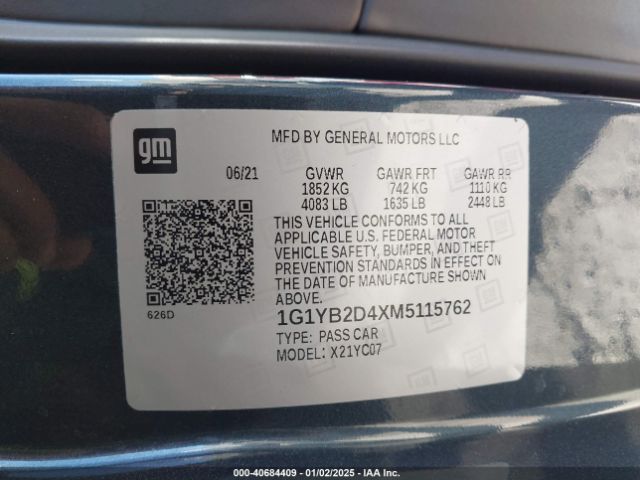 gm
MFD BY GENERAL MOTORS LLC
06/21 GVWR GAWR FRT GAWR RR
1852 KG 742 KG 1110 KG
4083 LB 1635 LB 2448 LB
THIS VEHICLE CONFORMS TO ALL
APPLICABLE U.S. FEDERAL MOTOR
VEHICLE SAFETY, BUMPER, AND THEFT
PREVENTION STANDARDS IN EFFECT ON
THE DATE OF MANUFACTURE SHOWN
ABOVE.
626D
1G1YB2D4XM5115762
TYPE: PASS CAR
MODEL: X21YC07
© 40684409 - 01/02/2025 - IAA Inc.